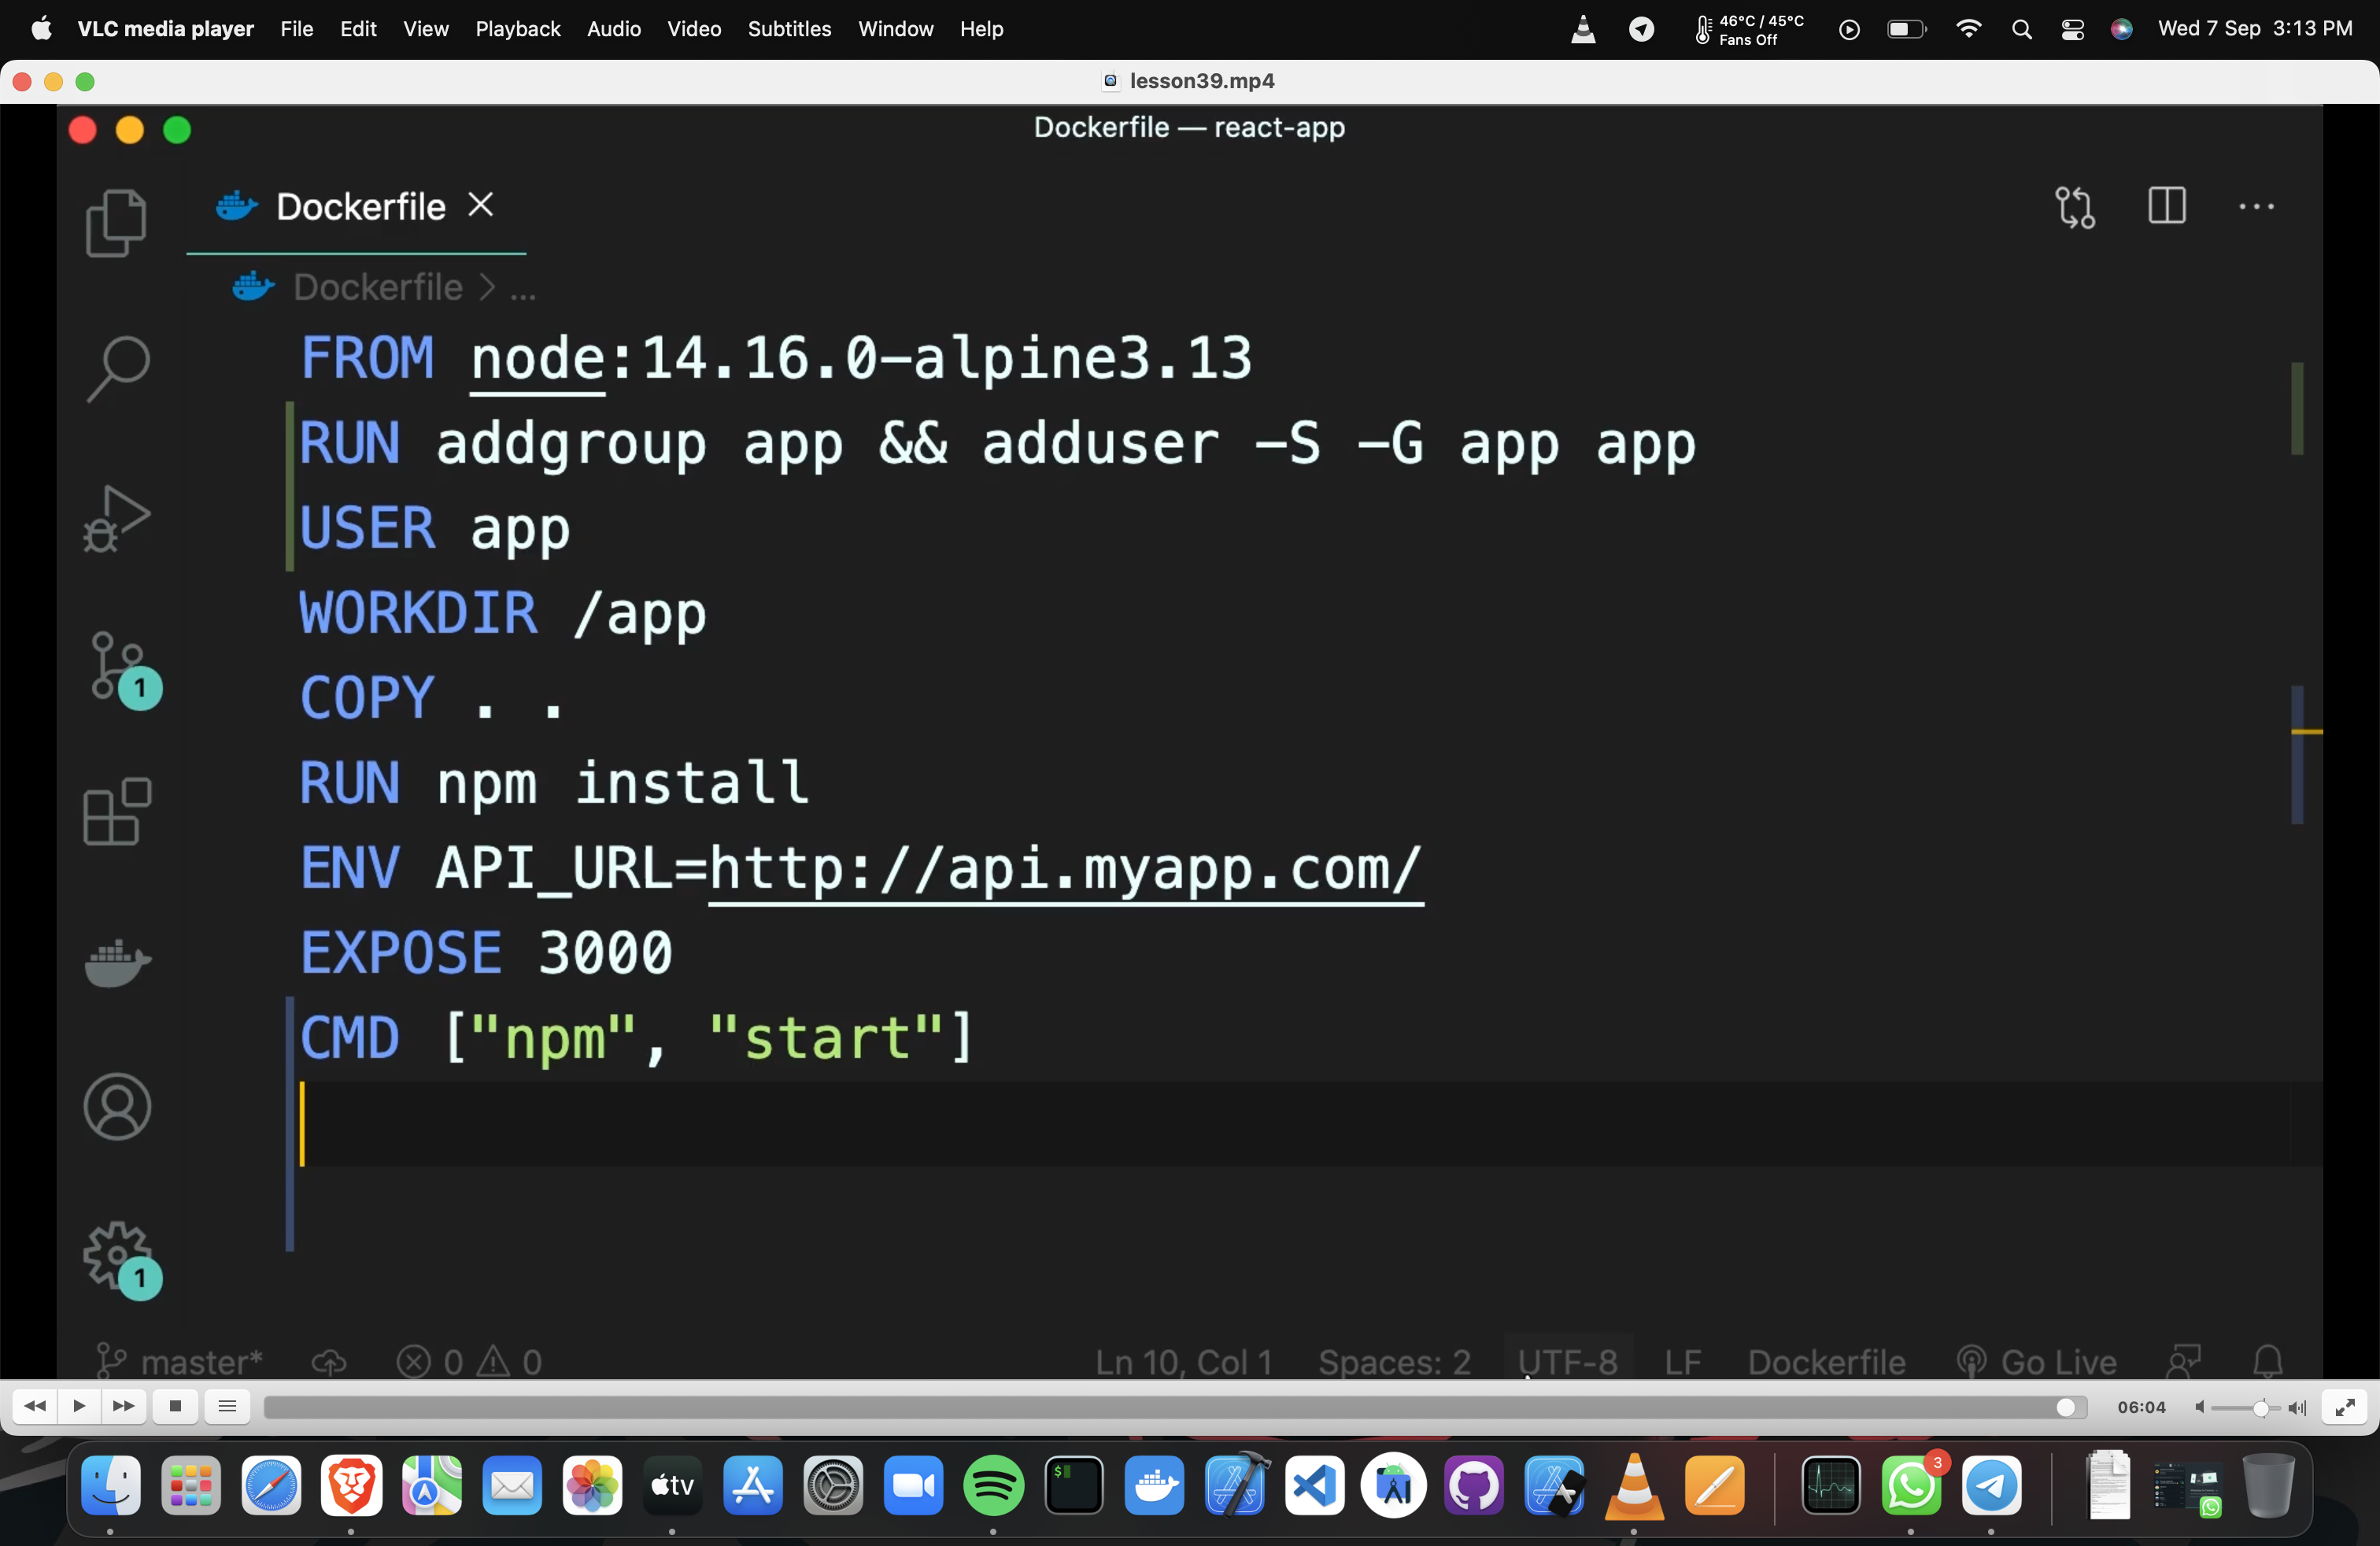 VLC media player File Edit View Playback Audio Video Subtitles Window Help 46°C / 45°C Wed 7 Sep 3:13 PM
Fans Off
lesson39.mp4
Dockerfile — react-app
Dockerfile
Dockerfile > ...
FROM node:14.16.0-alpine3.13
RUN addgroup app && adduser -S -G app app
USER app
WORKDIR /app
1
COPY . .
RUN npm install
ENV API_URL=http://api.myapp.com/
EXPOSE 3000
CMD ["npm", "start"]
1
master* 0 0 Ln 10, Col 1 Spaces: 2 UTF-8 LF Dockerfile Go Live
06:04
tv $ 3